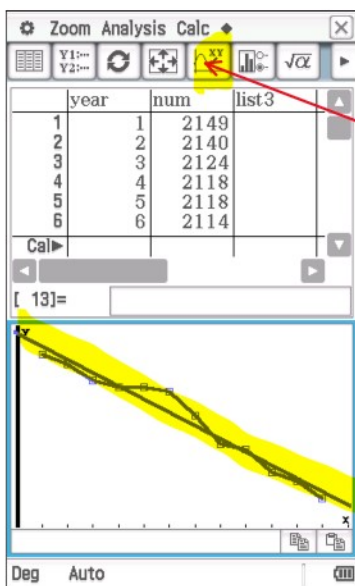 Zoom Analysis Calc
Y1:...
Y2:...
XY
√α
year num list3
1 1 2149
2 2 2140
3 3 2124
4 4 2118
5 5 2118
6 6 2114
Cal▶
[ 13]=
Y
x
Deg Auto